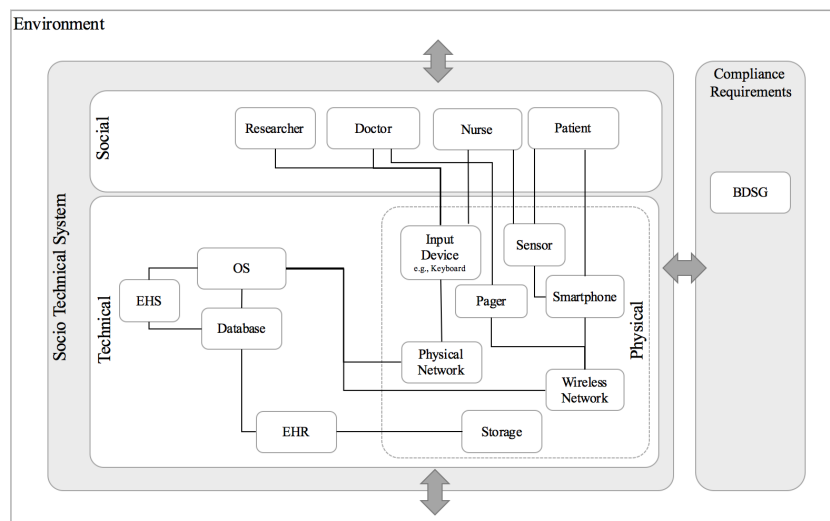 Environment
Compliance
Requirements
Socio Technical System
Social
Researcher
Doctor
Nurse
Patient
BDSG
Technical
Physical
Input
Device
e.g., Keyboard
Sensor
OS
EHS
Pager
Smartphone
Database
Physical
Network
Wireless
Network
EHR
Storage